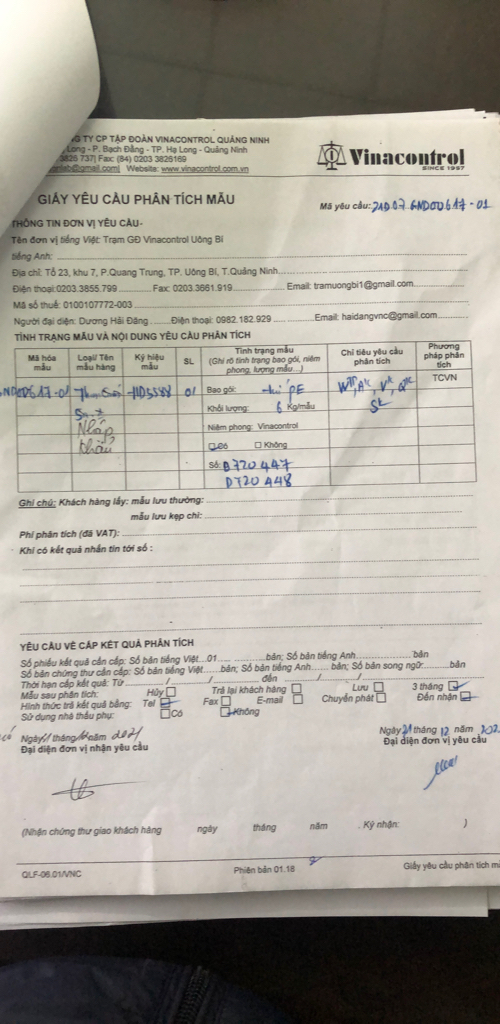 G TY CP TẬP ĐOÀN VINACONTROL QUẢNG NINH
Long - P. Bạch Đằng - TP. Hạ Long - Quảng Ninh
3826 737| Fax: (84) 0203 3826169
@gmail.com| Website: www.vinacontrol.com.vn
Vinacontrol
SINCE 1957
GIẤY YÊU CẦU PHÂN TÍCH MẪU
Mã yêu cầu:
THÔNG TIN ĐƠN VỊ YÊU CẦU-
Tên đơn vị tiếng Việt: Trạm GĐ Vinacontrol Uông Bí
tiếng Anh:
Địa chỉ: Tổ 23, khu 7, P.Quang Trung, TP. Uông Bí, T.Quảng Ninh
Điện thoại:0203.3855.799 Fax: 0203.3661.919 Email: tramuongbi1@gmail.com
Mã số thuế: 0100107772-003
Người đại diện: Dương Hải Đăng Điện thoại: 0982.182.929 Email: haidangvnc@gmail.com
TÌNH TRẠNG MẪU VÀ NỘI DUNG YÊU CẦU PHÂN TÍCH
Mã hóa mẫu
Loại/ Tên mẫu hàng
Ký hiệu mẫu
SL
Tình trạng mẫu
(Ghi rõ tình trạng bao gói, niêm phong, lượng mẫu...)
Chỉ tiêu yêu cầu phân tích
Phương pháp phân tích
01
Bao gói: túi PE
TCVN
Khối lượng: 6 Kg/mẫu
Nhập
khẩu
Niêm phong: Vinacontrol
Có Không
Số: D720 447
D720 448
Ghi chú: Khách hàng lấy: mẫu lưu thường:
mẫu lưu kẹp chì:
Phí phân tích (đã VAT):
Khi có kết quả nhắn tin tới số :
YÊU CẦU VỀ CẤP KẾT QUẢ PHÂN TÍCH
Số phiếu kết quả cần cấp: Số bản tiếng Việt...01 bản; Số bản tiếng Anh bản
Số bản chứng thư cần cấp: Số bản tiếng Việt bản; Số bản tiếng Anh bản; Số bản song ngữ bản
Thời hạn cấp kết quả: Từ / / đến / /
Mẫu sau phân tích: Hủy Trả lại khách hàng Lưu 3 tháng
Hình thức trả kết quả bằng: Tel Fax E-mail Chuyển phát Đến nhận
Sử dụng nhà thầu phụ: Có Không
Ngày tháng năm 2021
Đại diện đơn vị nhận yêu cầu
Ngày 21 tháng 12 năm 202
Đại diện đơn vị yêu cầu
(Nhận chứng thư giao khách hàng ngày tháng năm . Ký nhận: )
QLF-06.01/VNC
Phiên bản 01.18
Giấy yêu cầu phân tích m